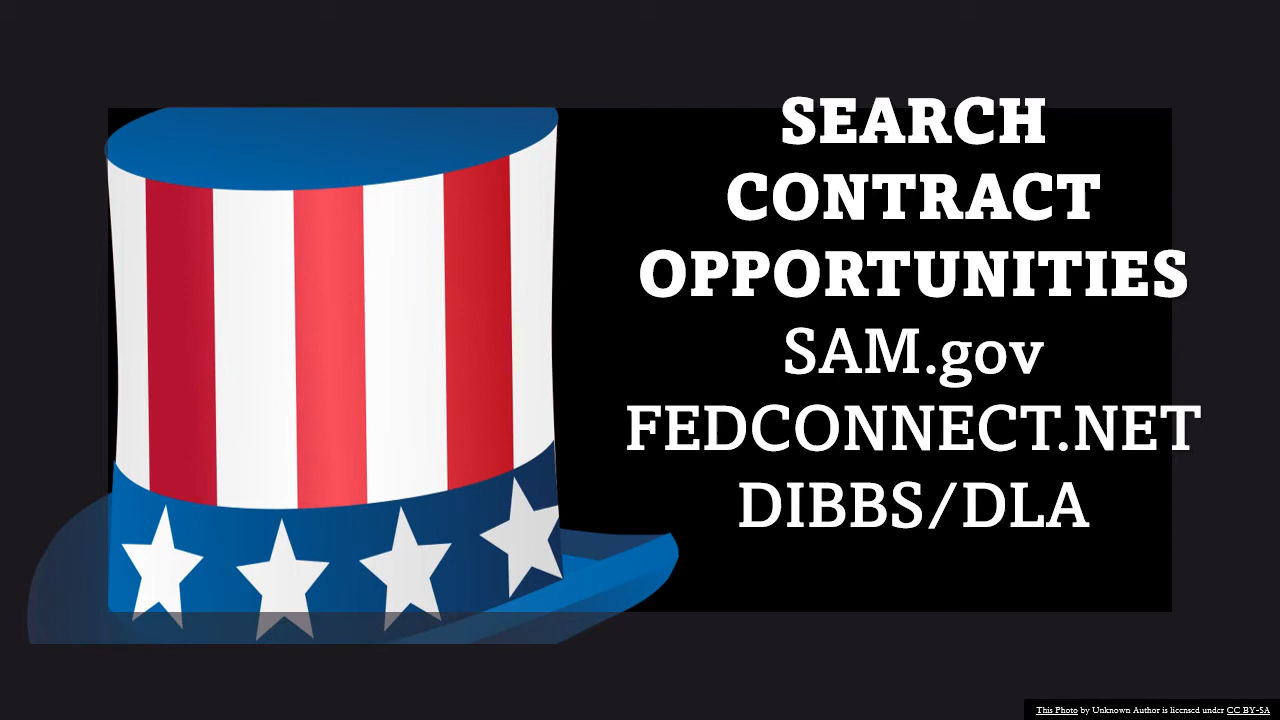 SEARCH
CONTRACT
OPPORTUNITIES
SAM.gov
FEDCONNECT.NET
DIBBS/DLA
This Photo by Unknown Author is licensed under CC BY-SA